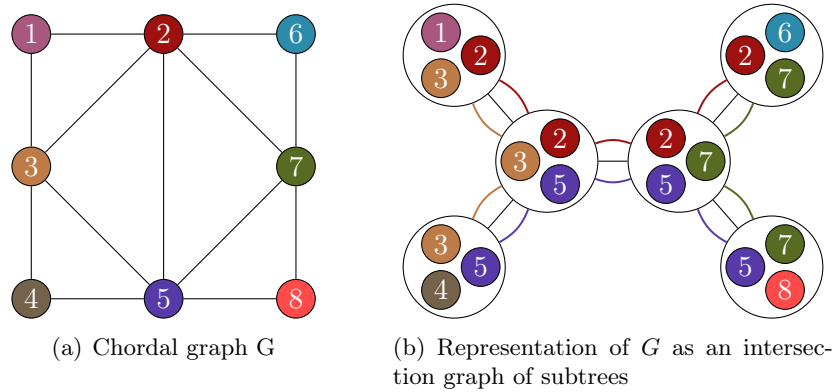 1 2 6
3 7
4 5 8
(a) Chordal graph G
1 2 3
2 6 7
3 2 5
2 7 5
3 5 4
7 5 8
(b) Representation of G as an intersec-
tion graph of subtrees